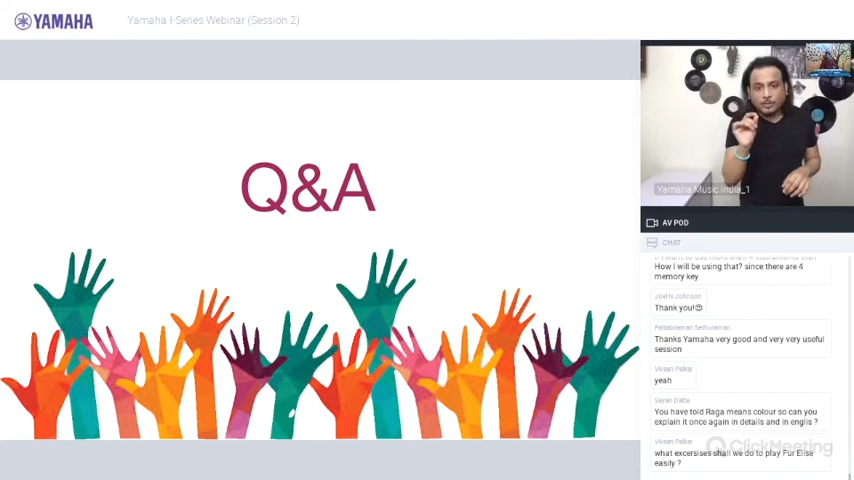 YAMAHA
Yamaha I-Series Webinar (Session 2)
Q&A
Yamaha Music India_1
AV POD
CHAT
How I will be using that? since there are 4
memory key
Joel N Johnson
Thank you!😍
Pattabiraman Sethuraman
Thanks Yamaha very good and very very useful
session
Vivaan Palkar
yeah
Datta
You have told Raga means colour so can you
explain it once again in details and in englis ?
Vivaan Palkar
what excersises shall we do to play Fur Elise
easily ?
ClickMeeting